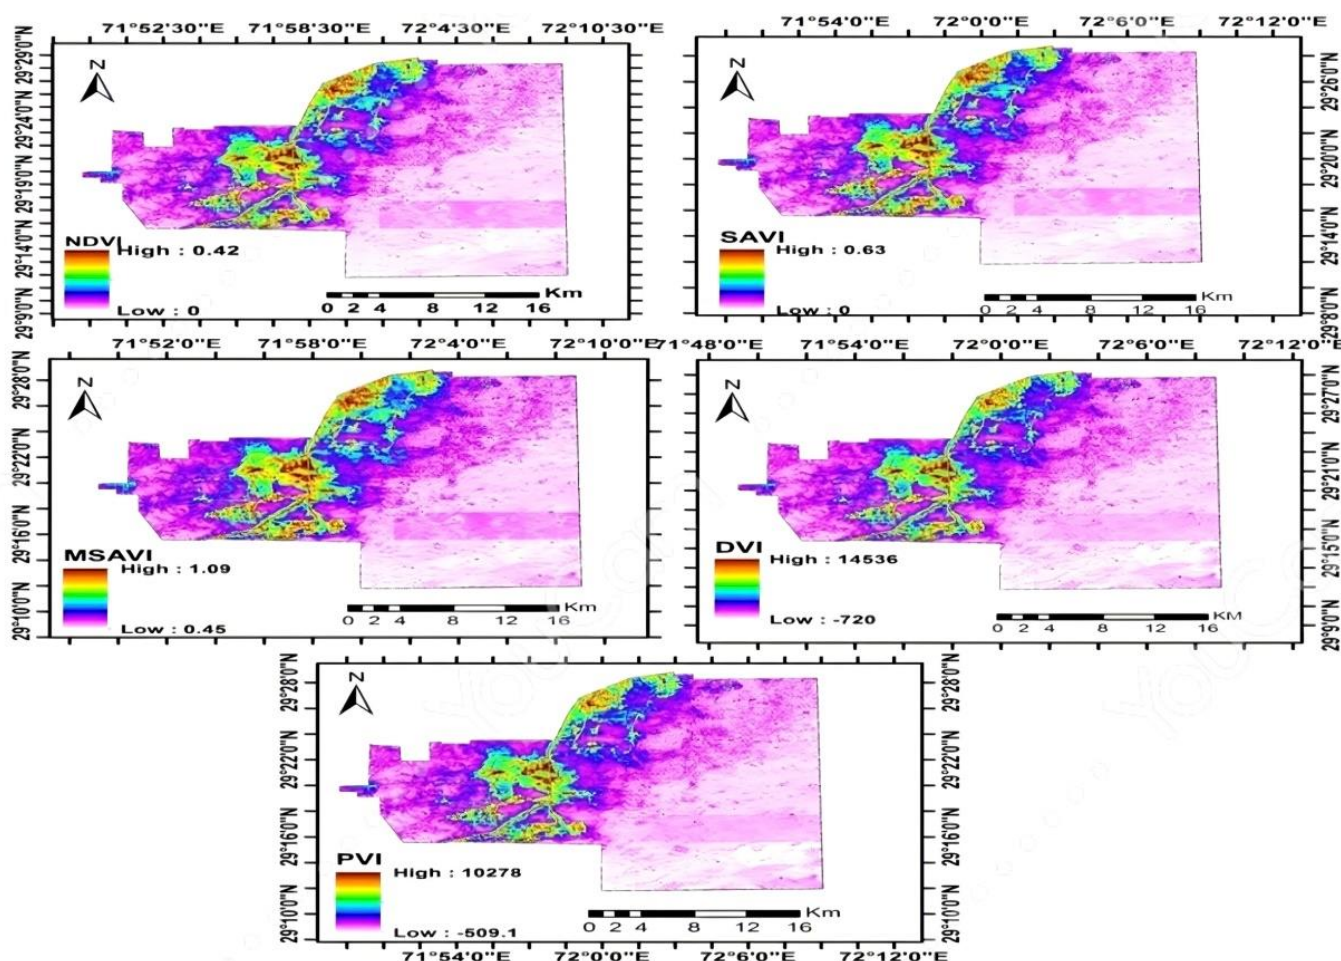 71°52'30"E 71°58'30"E 72°4'30"E 72°10'30"E
29°29'0"N
29°24'0"N
29°19'0"N
29°14'0"N
29°9'0"N
N
NDVI
High : 0.42
Low : 0
Km
0 2 4 8 12 16
71°54'0"E 72°0'0"E 72°6'0"E 72°12'0"E
29°26'0"N
29°20'0"N
29°14'0"N
29°8'0"N
N
SAVI
High : 0.63
Low : 0
Km
0 2 4 8 12 16
71°52'0"E 71°58'0"E 72°4'0"E 72°10'0"E
29°28'0"N
29°22'0"N
29°16'0"N
29°10'0"N
N
MSAVI
High : 1.09
Low : 0.45
Km
0 2 4 8 12 16
71°48'0"E 71°54'0"E 72°0'0"E 72°6'0"E 72°12'0"E
29°27'0"N
29°21'0"N
29°15'0"N
29°9'0"N
N
DVI
High : 14536
Low : -720
KM
0 2 4 8 12 16
29°28'0"N
29°22'0"N
29°16'0"N
29°10'0"N
N
PVI
High : 10278
Low : -509.1
Km
0 2 4 8 12 16
71°54'0"E 72°0'0"E 72°6'0"E 72°12'0"E